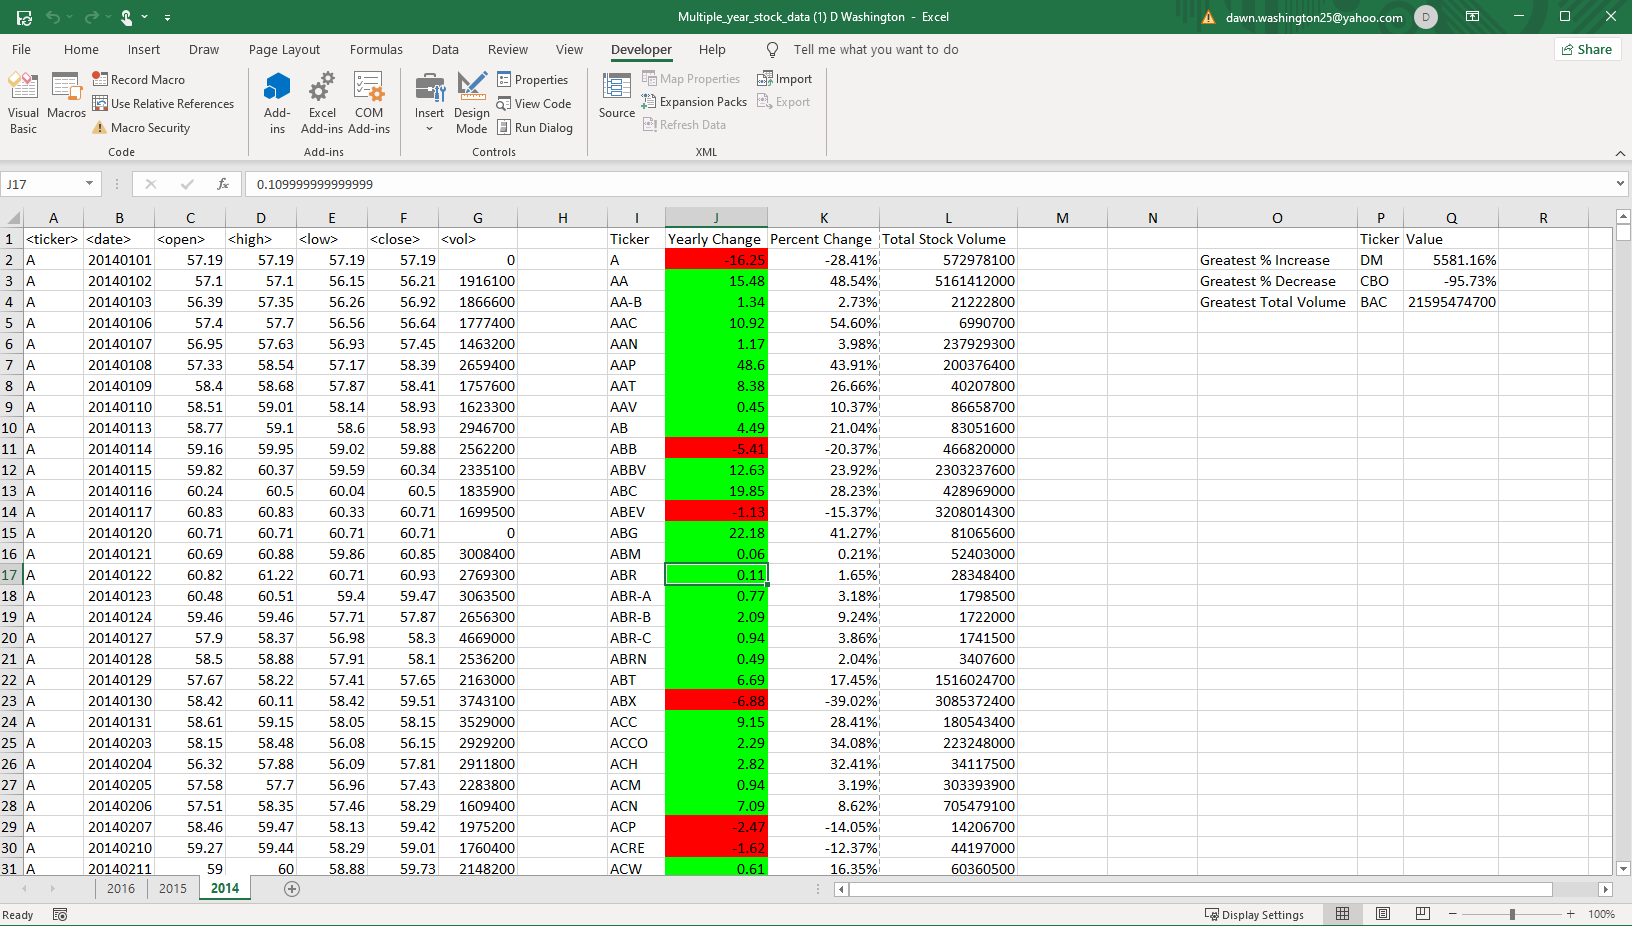 Multiple_year_stock_data (1) D Washington - Excel
dawn.washington25@yahoo.com D
File Home Insert Draw Page Layout Formulas Data Review View Developer Help Tell me what you want to do Share
Visual Basic
Macros
Record Macro
Use Relative References
Macro Security
Code
Add-ins
Excel Add-ins
COM Add-ins
Add-ins
Insert
Design Mode
Properties
View Code
Run Dialog
Controls
Source
Map Properties
Expansion Packs
Refresh Data
Import
Export
XML
J17 fx 0.109999999999999
A B C D E F G H I J K L M N O P Q R
1 <ticker> <date> <open> <high> <low> <close> <vol> Ticker Yearly Change Percent Change Total Stock Volume Ticker Value
2 A 20140101 57.19 57.19 57.19 57.19 0 A -16.25 -28.41% 572978100 Greatest % Increase DM 5581.16%
3 A 20140102 57.1 57.1 56.15 56.21 1916100 AA 15.48 48.54% 5161412000 Greatest % Decrease CBO -95.73%
4 A 20140103 56.39 57.35 56.26 56.92 1866600 AA-B 1.34 2.73% 21222800 Greatest Total Volume BAC 21595474700
5 A 20140106 57.4 57.7 56.56 56.64 1777400 AAC 10.92 54.60% 6990700
6 A 20140107 56.95 57.63 56.93 57.45 1463200 AAN 1.17 3.98% 237929300
7 A 20140108 57.33 58.54 57.17 58.39 2659400 AAP 48.6 43.91% 200376400
8 A 20140109 58.4 58.68 57.87 58.41 1757600 AAT 8.38 26.66% 40207800
9 A 20140110 58.51 59.01 58.14 58.93 1623300 AAV 0.45 10.37% 86658700
10 A 20140113 58.77 59.1 58.6 58.93 2946700 AB 4.49 21.04% 83051600
11 A 20140114 59.16 59.95 59.02 59.88 2562200 ABB -5.41 -20.37% 466820000
12 A 20140115 59.82 60.37 59.59 60.34 2335100 ABBV 12.63 23.92% 2303237600
13 A 20140116 60.24 60.5 60.04 60.5 1835900 ABC 19.85 28.23% 428969000
14 A 20140117 60.83 60.83 60.33 60.71 1699500 ABEV -1.13 -15.37% 3208014300
15 A 20140120 60.71 60.71 60.71 60.71 0 ABG 22.18 41.27% 81065600
16 A 20140121 60.69 60.88 59.86 60.85 3008400 ABM 0.06 0.21% 52403000
17 A 20140122 60.82 61.22 60.71 60.93 2769300 ABR 0.11 1.65% 28348400
18 A 20140123 60.48 60.51 59.4 59.47 3063500 ABR-A 0.77 3.18% 1798500
19 A 20140124 59.46 59.46 57.71 57.87 2656300 ABR-B 2.09 9.24% 1722000
20 A 20140127 57.9 58.37 56.98 58.3 4669000 ABR-C 0.94 3.86% 1741500
21 A 20140128 58.5 58.88 57.91 58.1 2536200 ABRN 0.49 2.04% 3407600
22 A 20140129 57.67 58.22 57.41 57.65 2163000 ABT 6.69 17.45% 1516024700
23 A 20140130 58.42 60.11 58.42 59.51 3743100 ABX -6.88 -39.02% 3085372400
24 A 20140131 58.61 59.15 58.05 58.15 3529000 ACC 9.15 28.41% 180543400
25 A 20140203 58.15 58.48 56.08 56.15 2929200 ACCO 2.29 34.08% 223248000
26 A 20140204 56.32 57.88 56.09 57.81 2911800 ACH 2.82 32.41% 34117500
27 A 20140205 57.58 57.7 56.96 57.43 2283800 ACM 0.94 3.19% 303393900
28 A 20140206 57.51 58.35 57.46 58.29 1609400 ACN 7.09 8.62% 705479100
29 A 20140207 58.46 59.47 58.13 59.42 1975200 ACP -2.47 -14.05% 14206700
30 A 20140210 59.27 59.44 58.29 59.01 1760400 ACRE -1.62 -12.37% 44197000
31 A 20140211 59 60 58.88 59.73 2148200 ACW 0.61 16.35% 60360500
2016 2015 2014
Ready Display Settings 100%